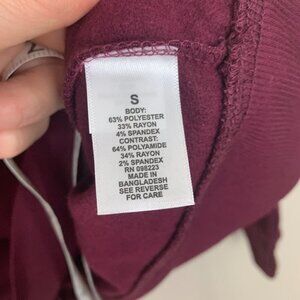 S
BODY:
63% POLYESTER
33% RAYON
4% SPANDEX
CONTRAST:
64% POLYAMIDE
34% RAYON
2% SPANDEX
RN 098223
MADE IN
BANGLADESH
SEE REVERSE
FOR CARE